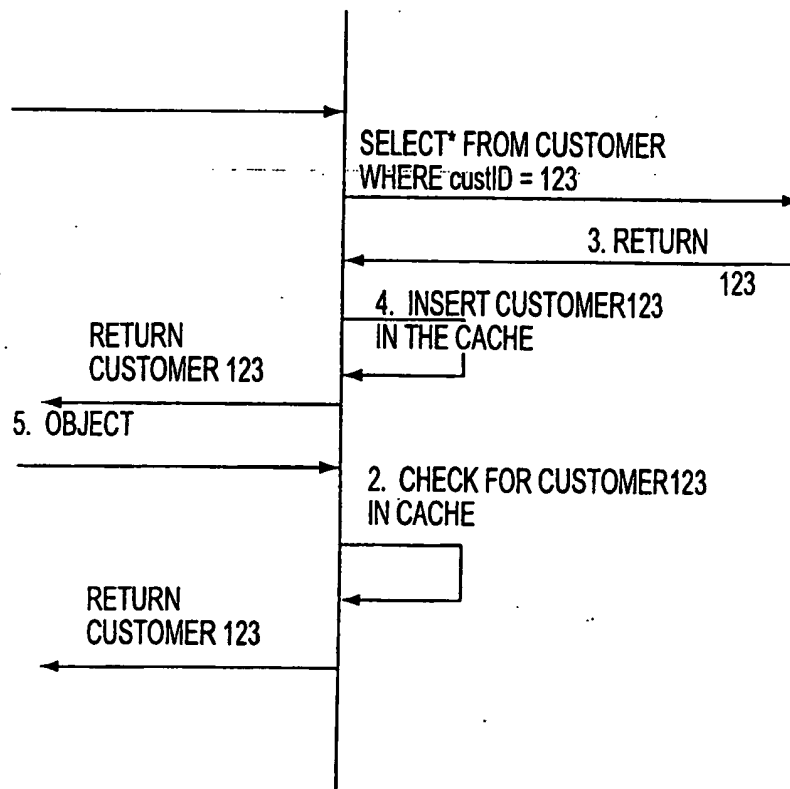 SELECT* FROM CUSTOMER
WHERE custID = 123
3. RETURN
123
4. INSERT CUSTOMER123
IN THE CACHE
RETURN
CUSTOMER 123
5. OBJECT
2. CHECK FOR CUSTOMER123
IN CACHE
RETURN
CUSTOMER 123